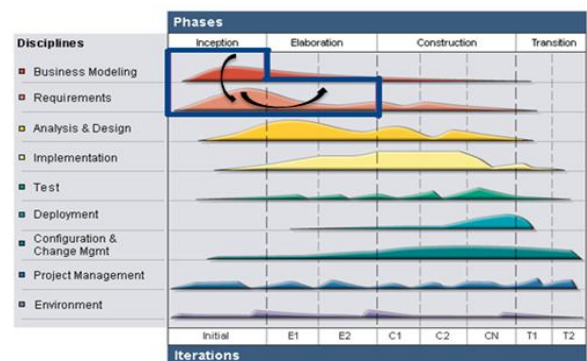 Phases
Disciplines
Inception Elaboration Construction Transition
Business Modeling
Requirements
Analysis & Design
Implementation
Test
Deployment
Configuration &
Change Mgmt
Project Management
Environment
Initial E1 E2 C1 C2 CN T1 T2
Iterations